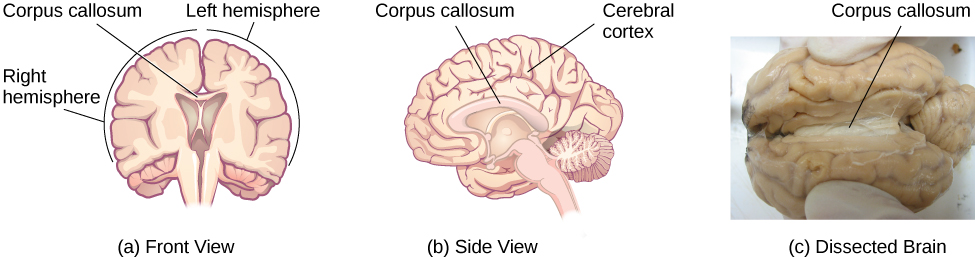 Corpus callosum
Left hemisphere
Right
hemisphere
(a) Front View
Corpus callosum
Cerebral
cortex
(b) Side View
Corpus callosum
(c) Dissected Brain